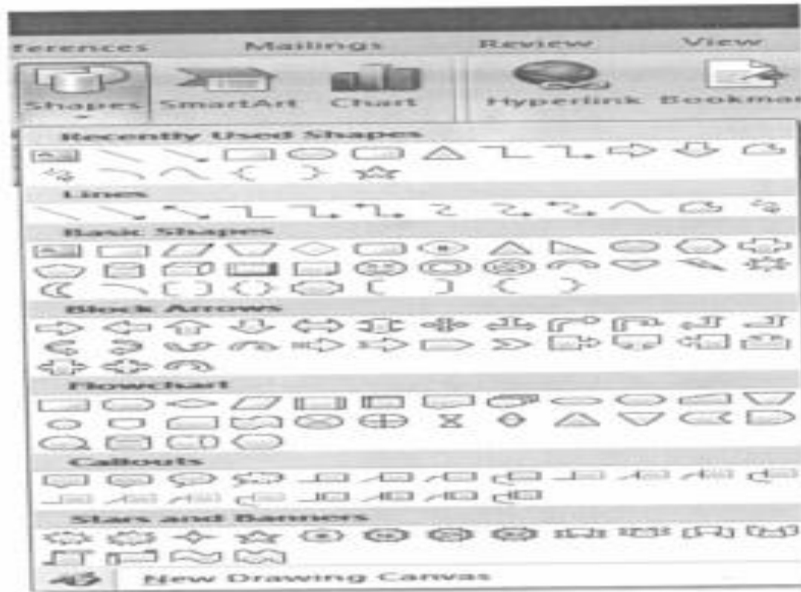 ferences Mailings Review View
Shapes SmartArt Chart Hyperlink Bookmar
Recently Used Shapes
Lines
Basic Shapes
Block Arrows
Flowchart
Callouts
Stars and Banners
New Drawing Canvas